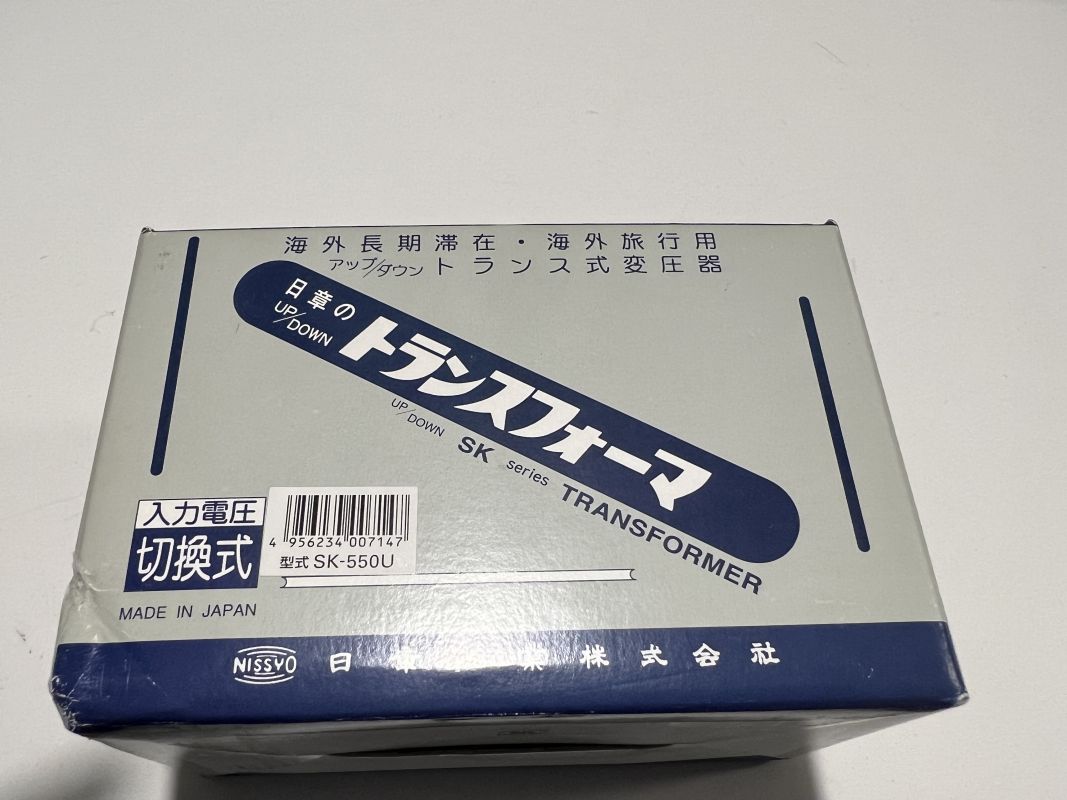 海外長期滞在・海外旅行用
アップ/ダウン トランス式変圧器
日章の
UP/DOWN
トランスフォーマ
UP/DOWN SK series TRANSFORMER
入力電圧
切換式
4 956234 007147
型式 SK-550U
MADE IN JAPAN
NISSYO 日章 業株式会社